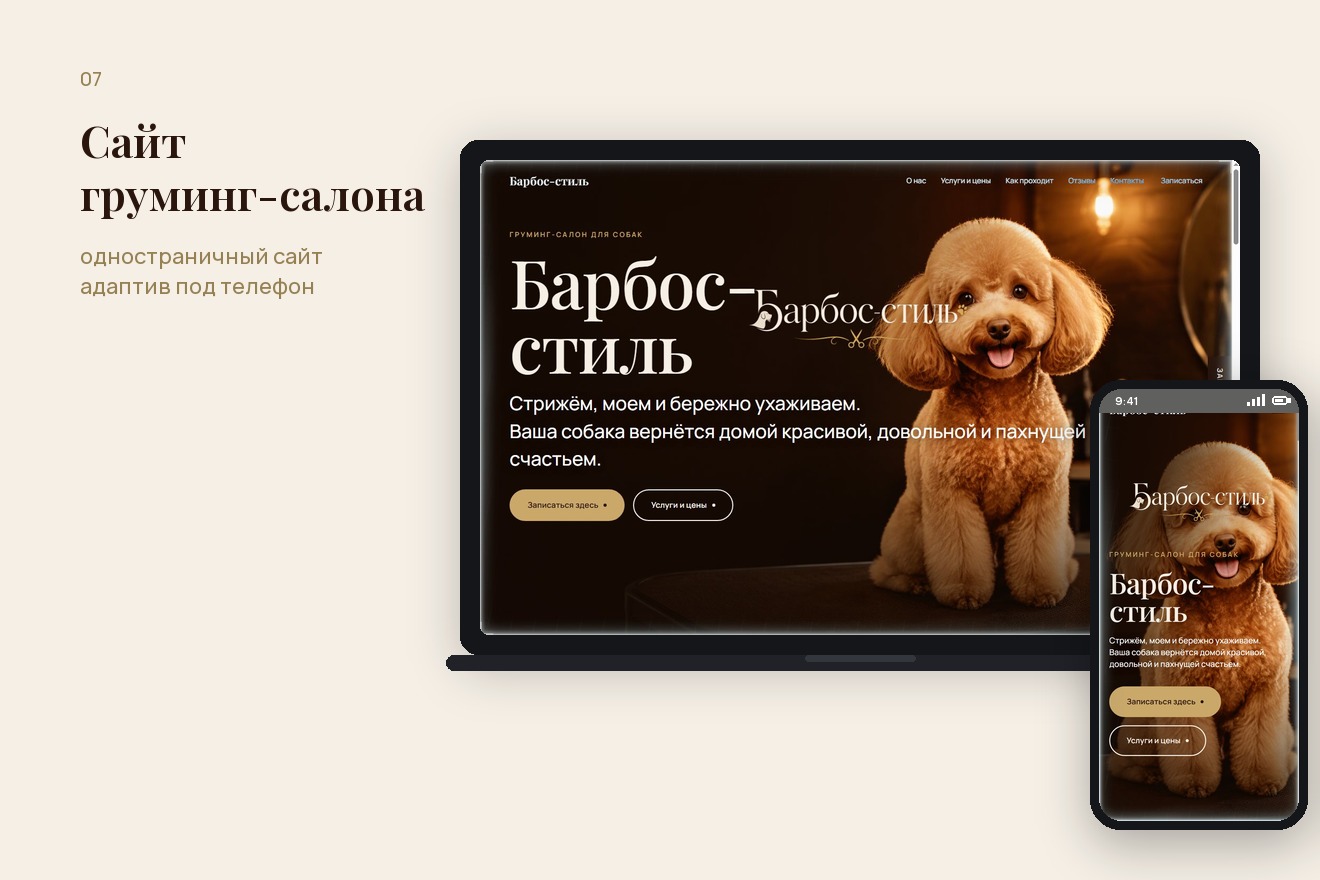 07
Сайт
груминг-салона
одностраничный сайт
адаптив под телефон
Барбос-стиль
О нас Услуги и цены Как проходит Отзывы Контакты Записаться
ГРУМИНГ-САЛОН ДЛЯ СОБАК
Барбос-
стиль
Барбос-стиль
Стрижём, моем и бережно ухаживаем.
Ваша собака вернётся домой красивой, довольной и пахнущей
счастьем.
Записаться здесь •
Услуги и цены •
9:41
Барбос-стиль
ГРУМИНГ-САЛОН ДЛЯ СОБАК
Барбос-
стиль
Стрижём, моем и бережно ухаживаем.
Ваша собака вернётся домой красивой,
довольной и пахнущей счастьем.
Записаться здесь •
Услуги и цены •